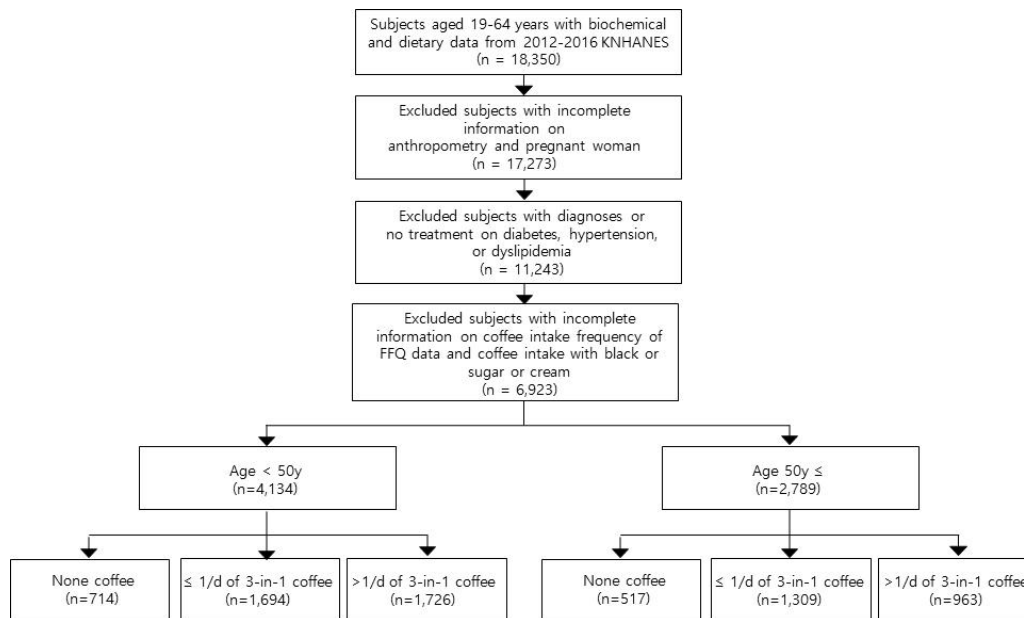 Subjects aged 19-64 years with biochemical
and dietary data from 2012-2016 KNHANES
(n = 18,350)
Excluded subjects with incomplete
information on
anthropometry and pregnant woman
(n = 17,273)
Excluded subjects with diagnoses or
no treatment on diabetes, hypertension,
or dyslipidemia
(n = 11,243)
Excluded subjects with incomplete
information on coffee intake frequency of
FFQ data and coffee intake with black or
sugar or cream
(n = 6,923)
Age < 50y
(n=4,134)
Age 50y ≤
(n=2,789)
None coffee
(n=714)
≤ 1/d of 3-in-1 coffee
(n=1,694)
>1/d of 3-in-1 coffee
(n=1,726)
None coffee
(n=517)
≤ 1/d of 3-in-1 coffee
(n=1,309)
>1/d of 3-in-1 coffee
(n=963)